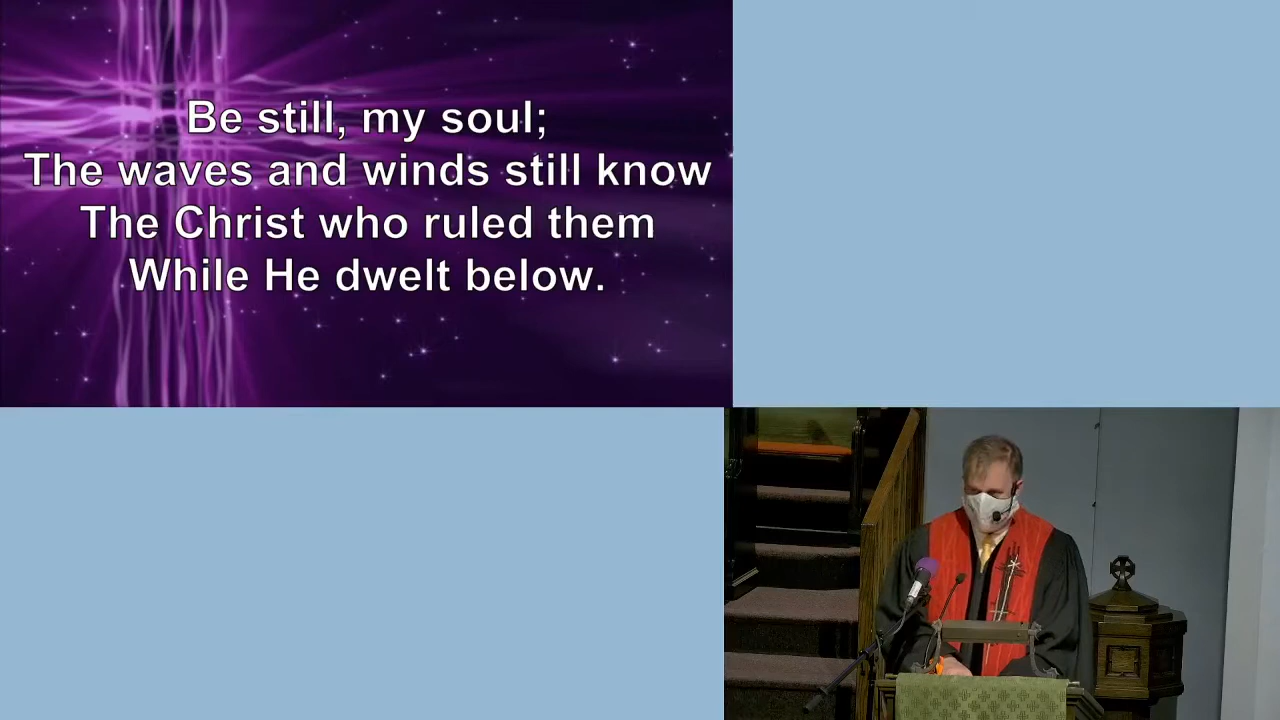 Be still, my soul;
The waves and winds still know
The Christ who ruled them
While He dwelt below.